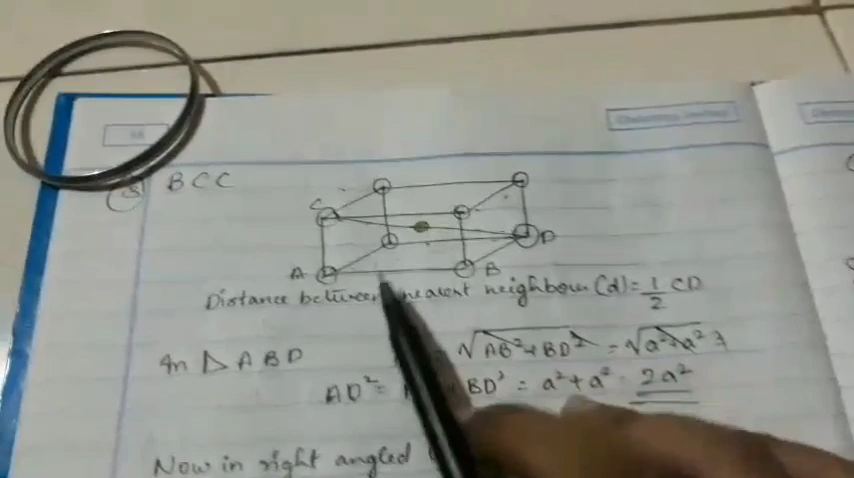 (3) BCC
C
D
A B
Distance between nearest neighbour (d) = 1/2 CD
In △ ABD = √AB² + BD² = √a² + a²
AD² = BD² = a² + a² 2a²
Now in right angled